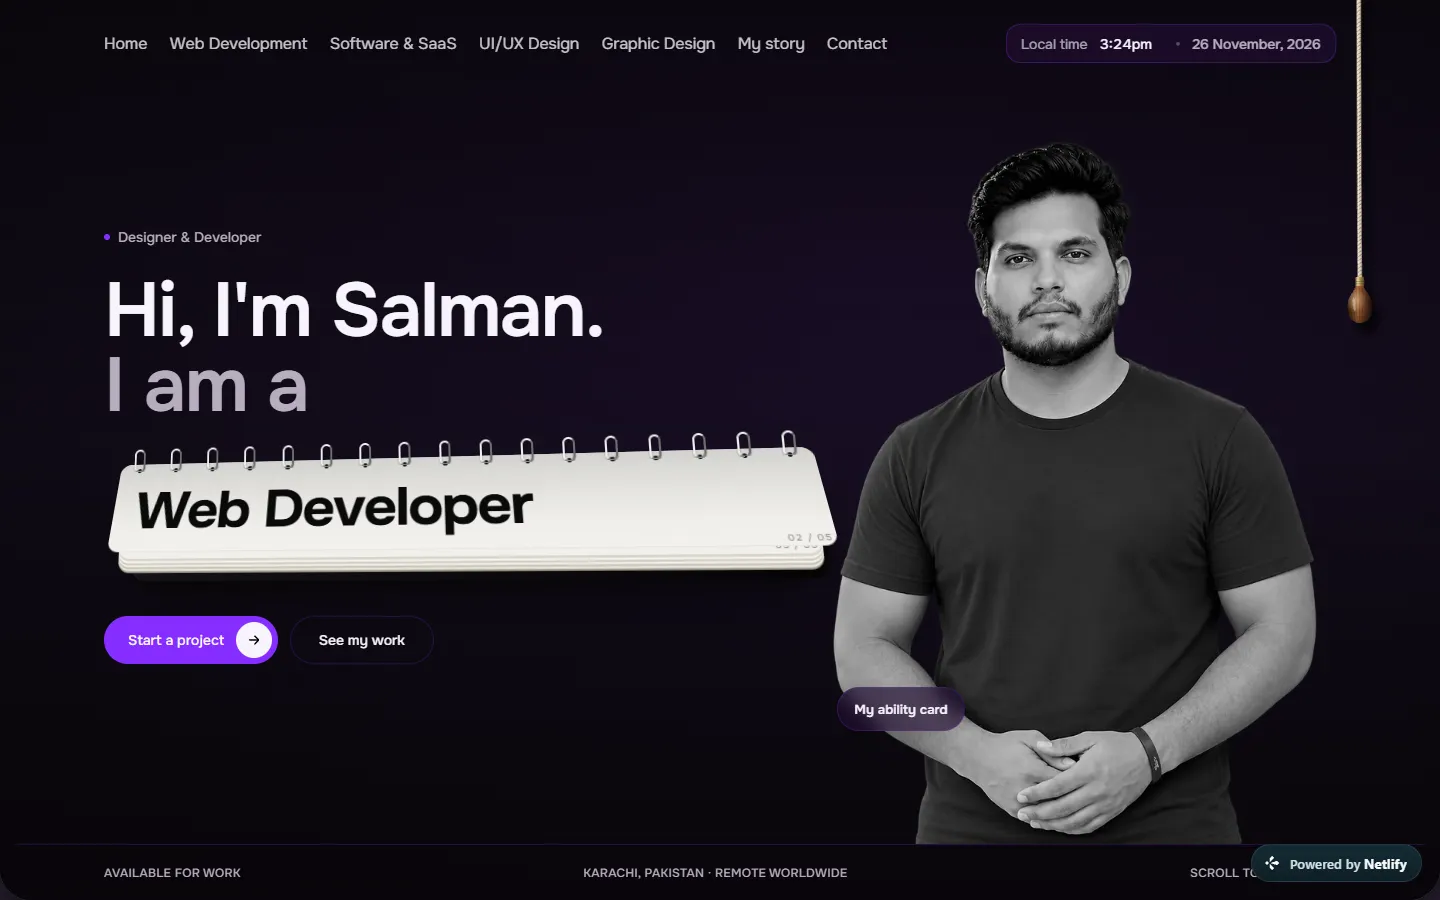 Home Web Development Software & SaaS UI/UX Design Graphic Design My story Contact
Local time 3:24pm • 26 November, 2026
Designer & Developer
Hi, I'm Salman.
I am a
Web Developer
02 / 05
Start a project
See my work
My ability card
AVAILABLE FOR WORK
KARACHI, PAKISTAN · REMOTE WORLDWIDE
SCROLL
Powered by Netlify